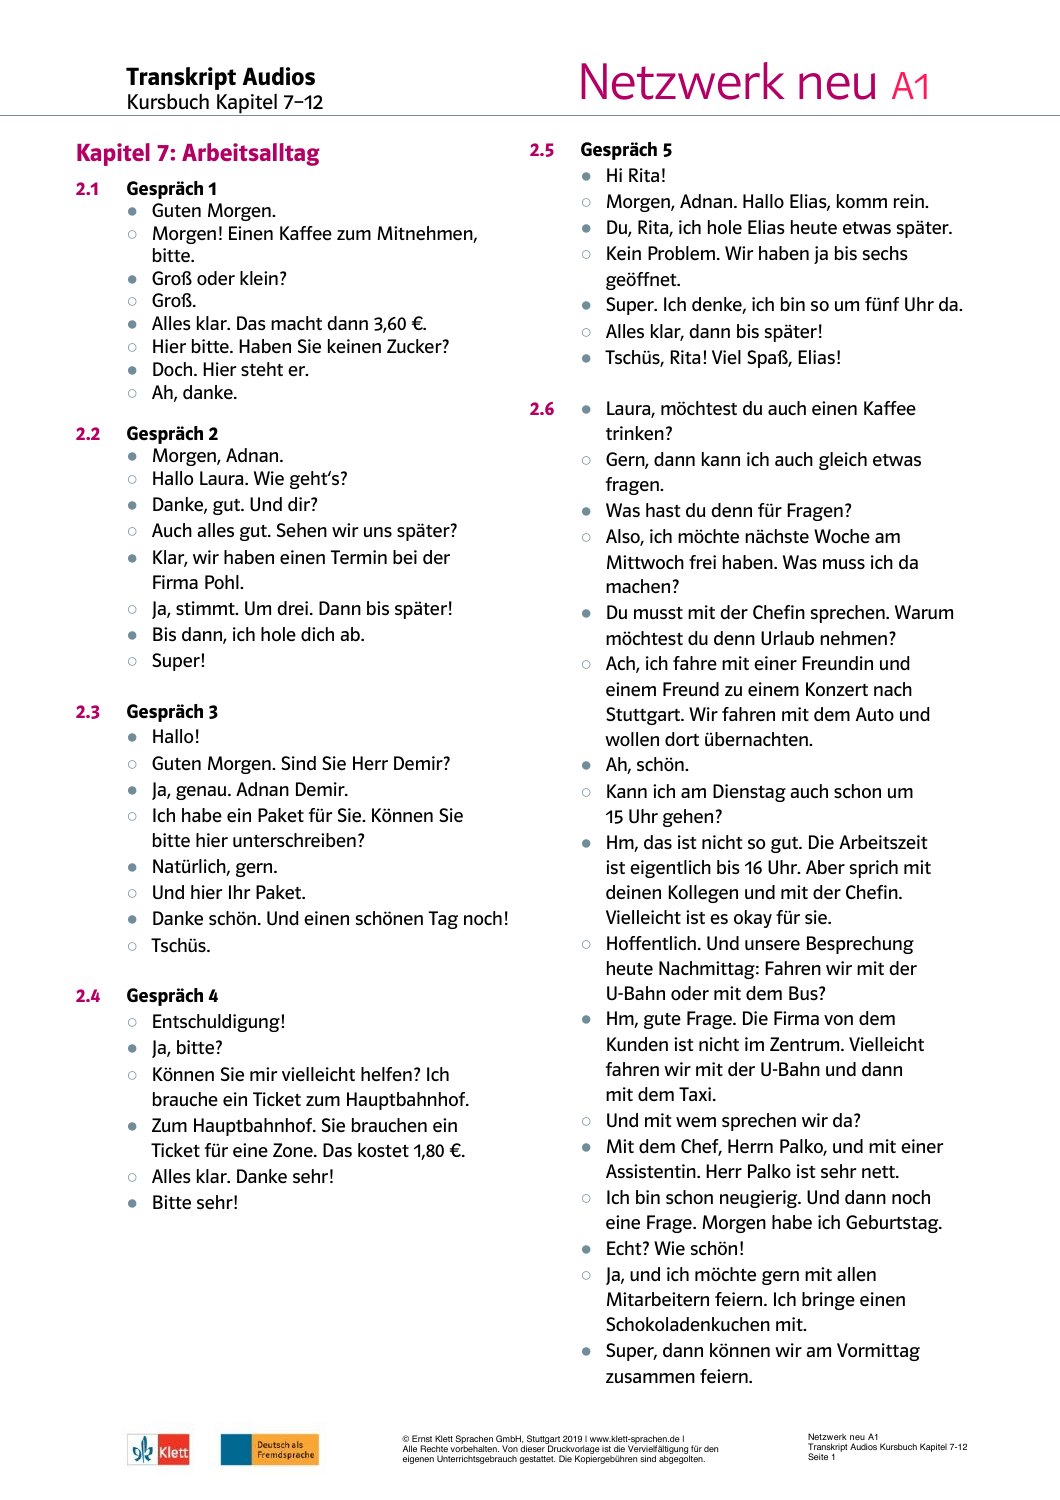 Transkript Audios
Kursbuch Kapitel 7–12
Netzwerk neu A1
Kapitel 7: Arbeitsalltag
2.1 Gespräch 1
● Guten Morgen.
○ Morgen! Einen Kaffee zum Mitnehmen,
bitte.
● Groß oder klein?
○ Groß.
● Alles klar. Das macht dann 3,60 €.
○ Hier bitte. Haben Sie keinen Zucker?
● Doch. Hier steht er.
○ Ah, danke.
2.2 Gespräch 2
● Morgen, Adnan.
○ Hallo Laura. Wie geht‘s?
● Danke, gut. Und dir?
○ Auch alles gut. Sehen wir uns später?
● Klar, wir haben einen Termin bei der
Firma Pohl.
○ Ja, stimmt. Um drei. Dann bis später!
● Bis dann, ich hole dich ab.
○ Super!
2.3 Gespräch 3
● Hallo!
○ Guten Morgen. Sind Sie Herr Demir?
● Ja, genau. Adnan Demir.
○ Ich habe ein Paket für Sie. Können Sie
bitte hier unterschreiben?
● Natürlich, gern.
○ Und hier Ihr Paket.
● Danke schön. Und einen schönen Tag noch!
○ Tschüs.
2.4 Gespräch 4
○ Entschuldigung!
● Ja, bitte?
○ Können Sie mir vielleicht helfen? Ich
brauche ein Ticket zum Hauptbahnhof.
● Zum Hauptbahnhof. Sie brauchen ein
Ticket für eine Zone. Das kostet 1,80 €.
○ Alles klar. Danke sehr!
● Bitte sehr!
2.5 Gespräch 5
● Hi Rita!
○ Morgen, Adnan. Hallo Elias, komm rein.
● Du, Rita, ich hole Elias heute etwas später.
○ Kein Problem. Wir haben ja bis sechs
geöffnet.
● Super. Ich denke, ich bin so um fünf Uhr da.
○ Alles klar, dann bis später!
● Tschüs, Rita! Viel Spaß, Elias!
2.6 ● Laura, möchtest du auch einen Kaffee
trinken?
○ Gern, dann kann ich auch gleich etwas
fragen.
● Was hast du denn für Fragen?
○ Also, ich möchte nächste Woche am
Mittwoch frei haben. Was muss ich da
machen?
● Du musst mit der Chefin sprechen. Warum
möchtest du denn Urlaub nehmen?
○ Ach, ich fahre mit einer Freundin und
einem Freund zu einem Konzert nach
Stuttgart. Wir fahren mit dem Auto und
wollen dort übernachten.
● Ah, schön.
○ Kann ich am Dienstag auch schon um
15 Uhr gehen?
● Hm, das ist nicht so gut. Die Arbeitszeit
ist eigentlich bis 16 Uhr. Aber sprich mit
deinen Kollegen und mit der Chefin.
Vielleicht ist es okay für sie.
○ Hoffentlich. Und unsere Besprechung
heute Nachmittag: Fahren wir mit der
U-Bahn oder mit dem Bus?
● Hm, gute Frage. Die Firma von dem
Kunden ist nicht im Zentrum. Vielleicht
fahren wir mit der U-Bahn und dann
mit dem Taxi.
○ Und mit wem sprechen wir da?
● Mit dem Chef, Herrn Palko, und mit einer
Assistentin. Herr Palko ist sehr nett.
○ Ich bin schon neugierig. Und dann noch
eine Frage. Morgen habe ich Geburtstag.
● Echt? Wie schön!
○ Ja, und ich möchte gern mit allen
Mitarbeitern feiern. Ich bringe einen
Schokoladenkuchen mit.
● Super, dann können wir am Vormittag
zusammen feiern.
Klett
Deutsch als
Fremdsprache
© Ernst Klett Sprachen GmbH, Stuttgart 2019 | www.klett-sprachen.de |
Alle Rechte vorbehalten. Von dieser Druckvorlage ist die Vervielfältigung für den
eigenen Unterrichtsgebrauch gestattet. Die Kopiergebühren sind abgegolten.
Netzwerk neu A1
Transkript Audios Kursbuch Kapitel 7-12
Seite 1